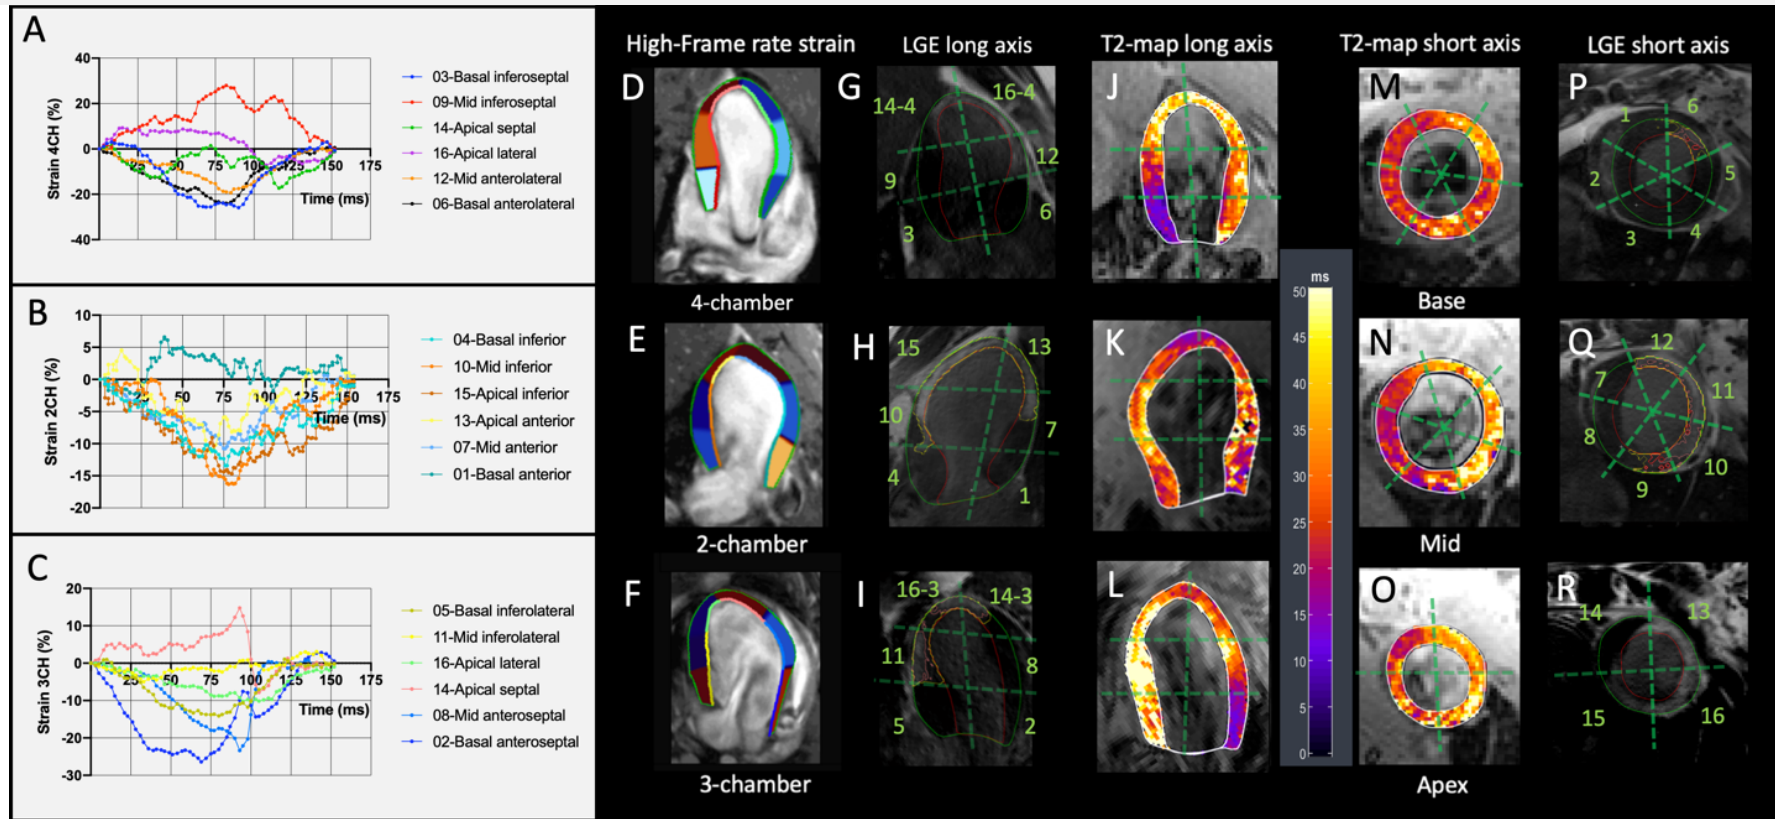 A
Strain 4CH (%)
40
20
0
-20
-40
25
50
75
100
125
150
175
Time (ms)
03-Basal inferoseptal
09-Mid inferoseptal
14-Apical septal
16-Apical lateral
12-Mid anterolateral
06-Basal anterolateral
B
Strain 2CH (%)
10
5
0
-5
-10
-15
-20
25
50
75
100
125
150
175
Time (ms)
04-Basal inferior
10-Mid inferior
15-Apical inferior
13-Apical anterior
07-Mid anterior
01-Basal anterior
C
Strain 3CH (%)
20
10
0
-10
-20
-30
25
50
75
100
125
150
175
Time (ms)
05-Basal inferolateral
11-Mid inferolateral
16-Apical lateral
14-Apical septal
08-Mid anteroseptal
02-Basal anteroseptal
High-Frame rate strain
LGE long axis
T2-map long axis
T2-map short axis
LGE short axis
D
4-chamber
G
14-4
16-4
12
9
6
3
J
M
Base
P
1
6
2
5
3
4
E
2-chamber
H
15
13
10
7
4
1
K
N
Mid
Q
12
7
11
8
10
9
F
3-chamber
I
16-3
14-3
11
8
5
2
L
ms
50
45
40
35
30
25
20
15
10
5
0
O
Apex
R
14
13
15
16